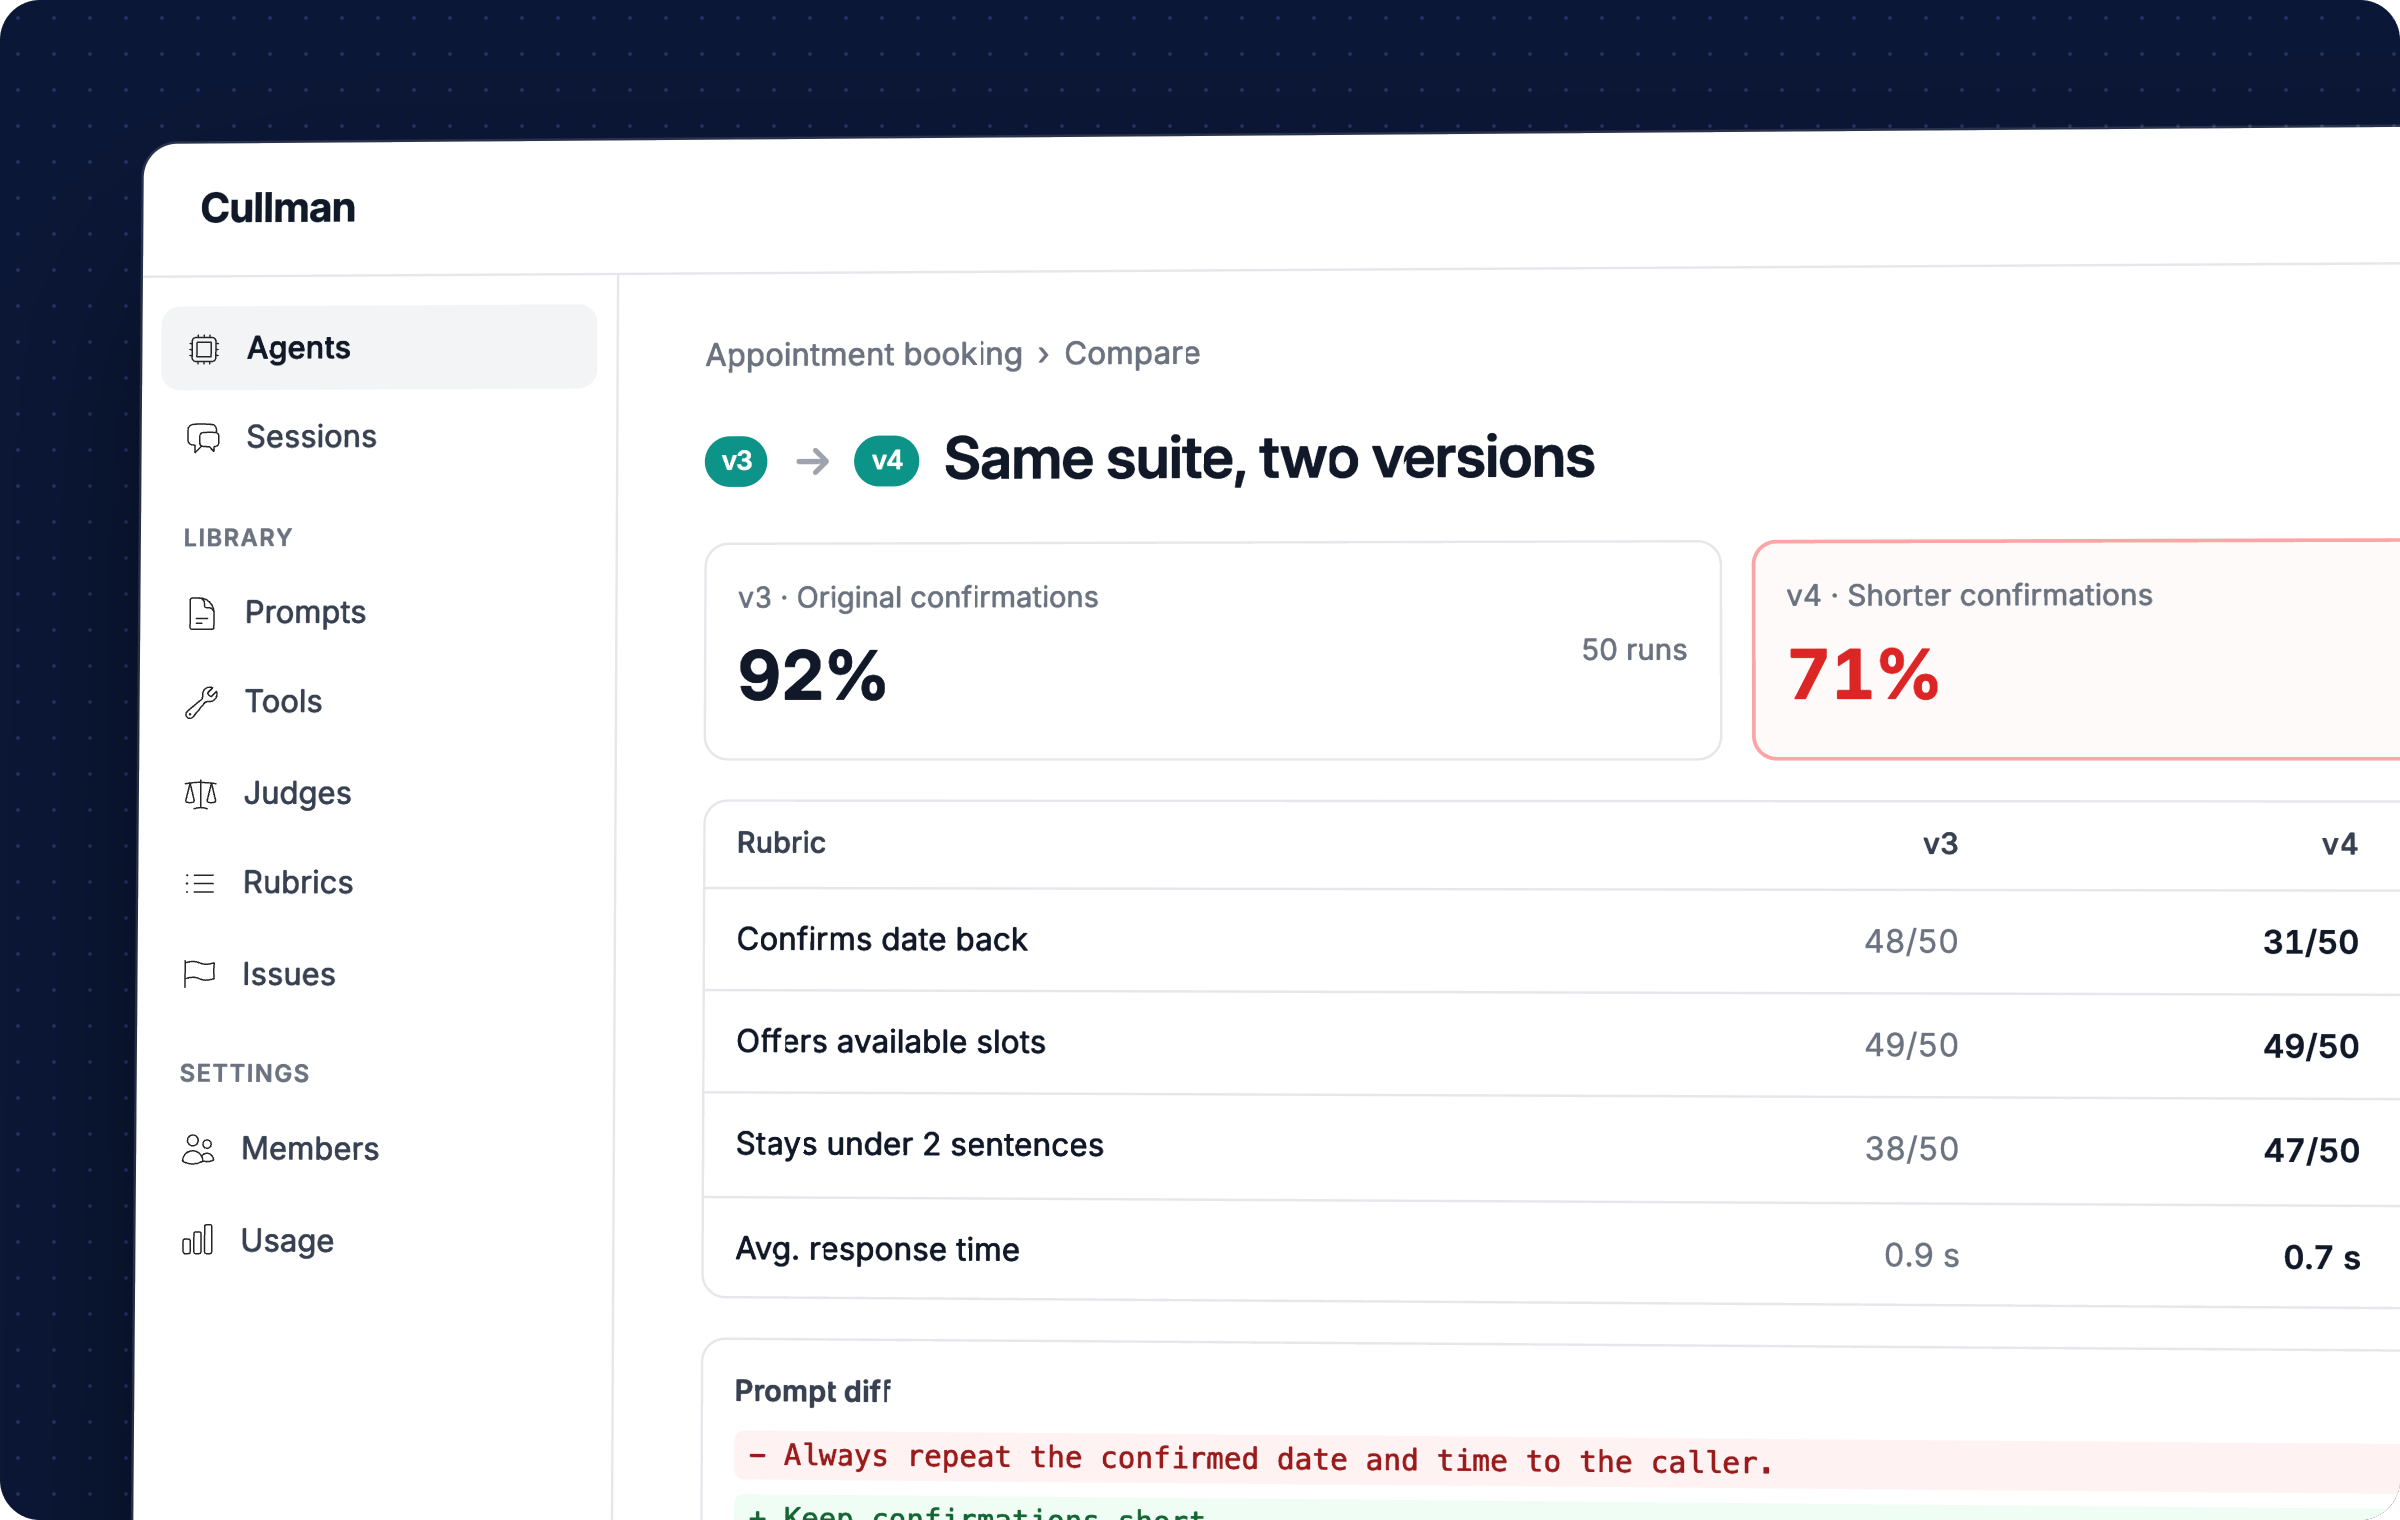 Cullman
Agents
Sessions
LIBRARY
Prompts
Tools
Judges
Rubrics
Issues
SETTINGS
Members
Usage
Appointment booking › Compare
v3 → v4 Same suite, two versions
v3 · Original confirmations
92%
50 runs
v4 · Shorter confirmations
71%
Rubric v3 v4
Confirms date back 48/50 31/50
Offers available slots 49/50 49/50
Stays under 2 sentences 38/50 47/50
Avg. response time 0.9 s 0.7 s
Prompt diff
− Always repeat the confirmed date and time to the caller.
+ Keep confirmations short